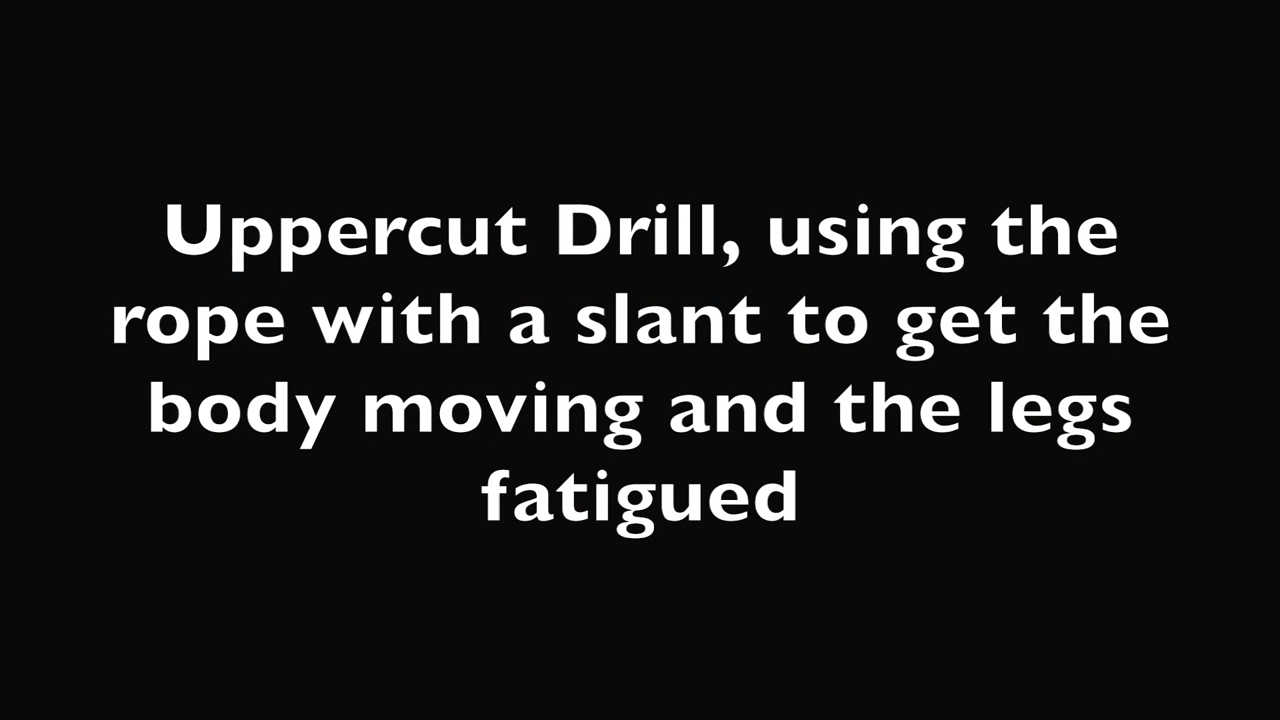 Uppercut Drill, using the
rope with a slant to get the
body moving and the legs
fatigued